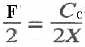 F/2 = C_c/2X